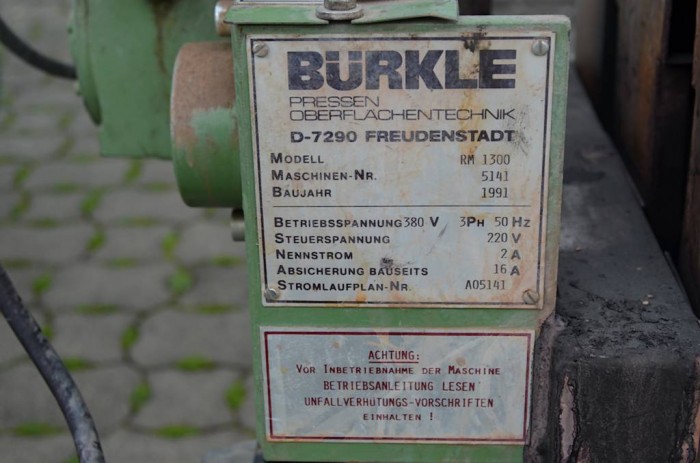 BÜRKLE
PRESSEN
OBERFLÄCHENTECHNIK
D-7290 FREUDENSTADT
MODELL RM 1300
MASCHINEN-NR. 5141
BAUJAHR 1991
BETRIEBSSPANNUNG 380 V 3PH 50 HZ
STEUERSPANNUNG 220 V
NENNSTROM 2 A
ABSICHERUNG BAUSEITS 16 A
STROMLAUFPLAN-NR. A05141
ACHTUNG:
VOR INBETRIEBNAHME DER MASCHINE
BETRIEBSANLEITUNG LESEN
UNFALLVERHÜTUNGS-VORSCHRIFTEN
EINHALTEN !